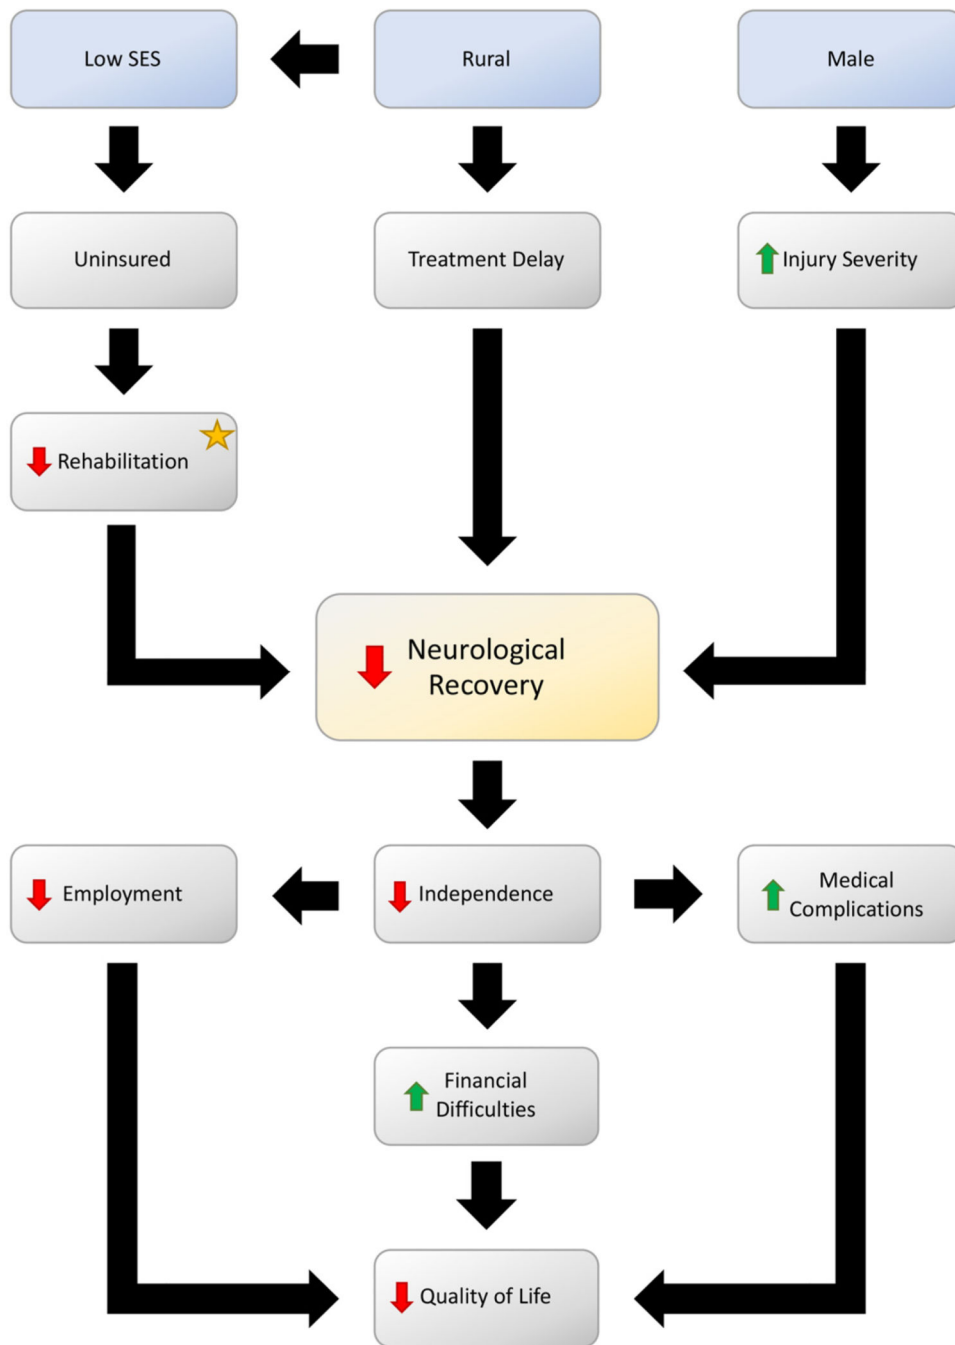 Low SES
Rural
Male
Uninsured
Treatment Delay
Injury Severity
Rehabilitation
Neurological
Recovery
Employment
Independence
Medical
Complications
Financial
Difficulties
Quality of Life